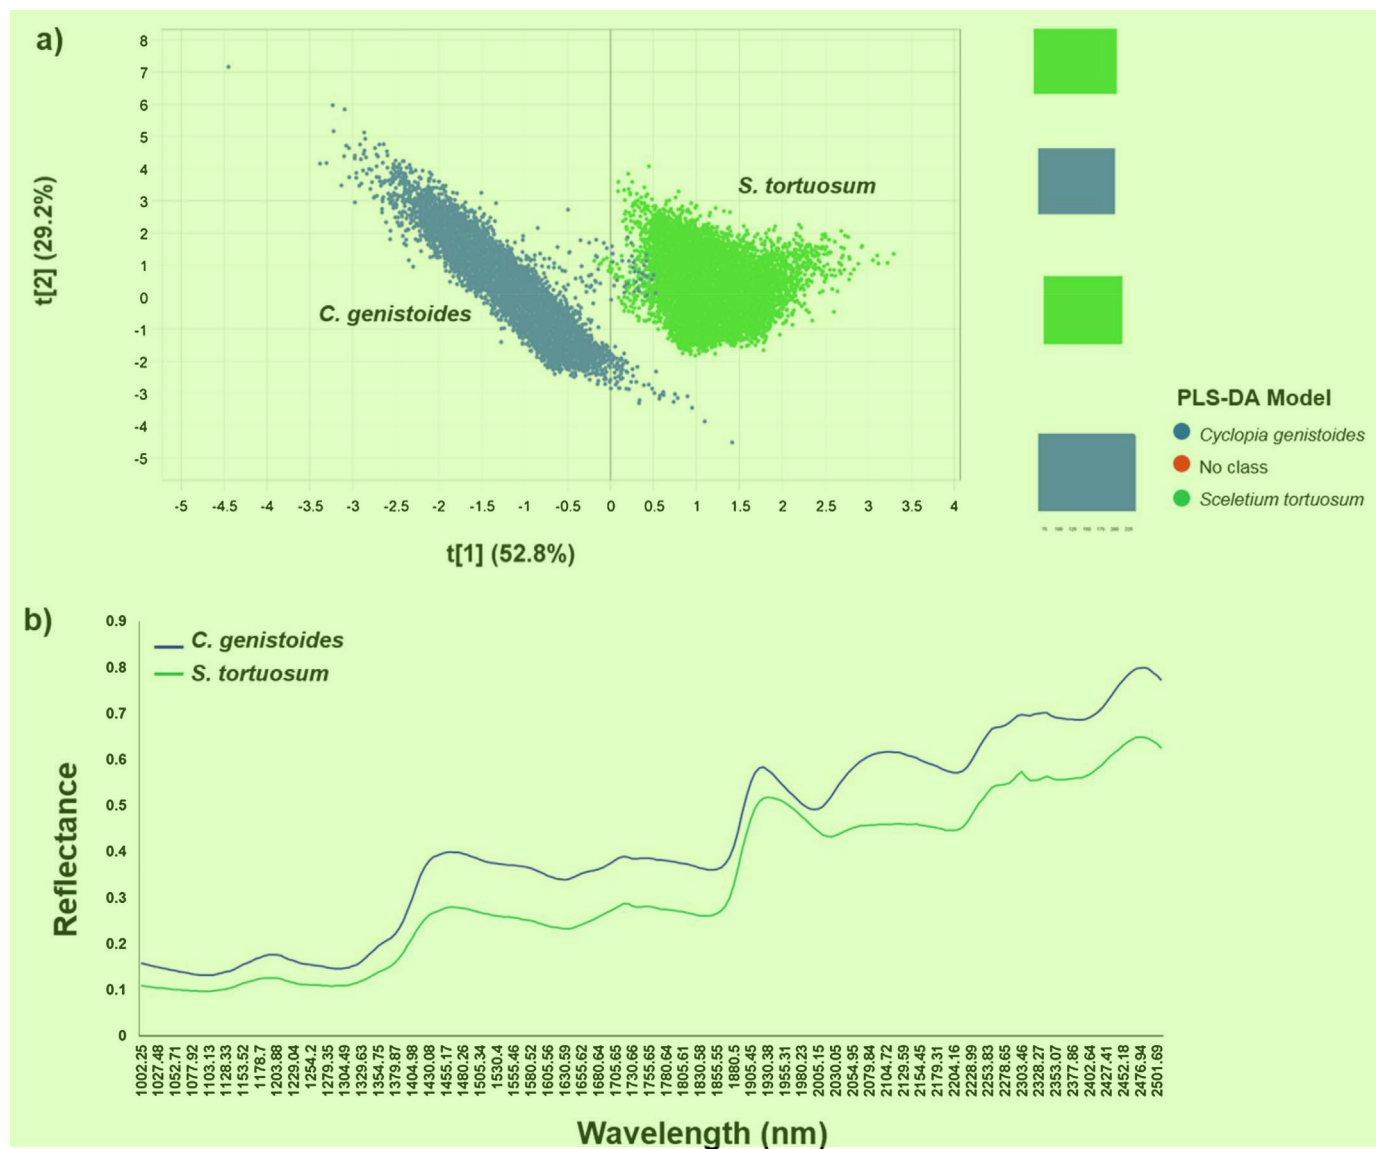 a)
8
7
6
5
4
3
2
1
0
-1
-2
-3
-4
-5
t[2] (29.2%)
S. tortuosum
C. genistoides
-5 -4.5 -4 -3.5 -3 -2.5 -2 -1.5 -1 -0.5 0 0.5 1 1.5 2 2.5 3 3.5 4
t[1] (52.8%)
PLS-DA Model
Cyclopia genistoides
No class
Sceletium tortuosum
75 100 125 150 175 200 225
b)
C. genistoides
S. tortuosum
0.9
0.8
0.7
0.6
0.5
0.4
0.3
0.2
0.1
0
Reflectance
1002.25 1027.48 1052.71 1077.92 1103.13 1128.33 1153.52 1178.7 1203.88 1229.04 1254.2 1279.35 1304.49 1329.63 1354.75 1379.87 1404.98 1430.08 1455.17 1480.26 1505.34 1530.4 1555.46 1580.52 1605.56 1630.59 1655.62 1680.64 1705.65 1730.66 1755.65 1780.64 1805.61 1830.58 1855.55 1880.5 1905.45 1930.38 1955.31 1980.23 2005.15 2030.05 2054.95 2079.84 2104.72 2129.59 2154.45 2179.31 2204.16 2228.99 2253.83 2278.65 2303.46 2328.27 2353.07 2377.86 2402.64 2427.41 2452.18 2476.94 2501.69
Wavelength (nm)